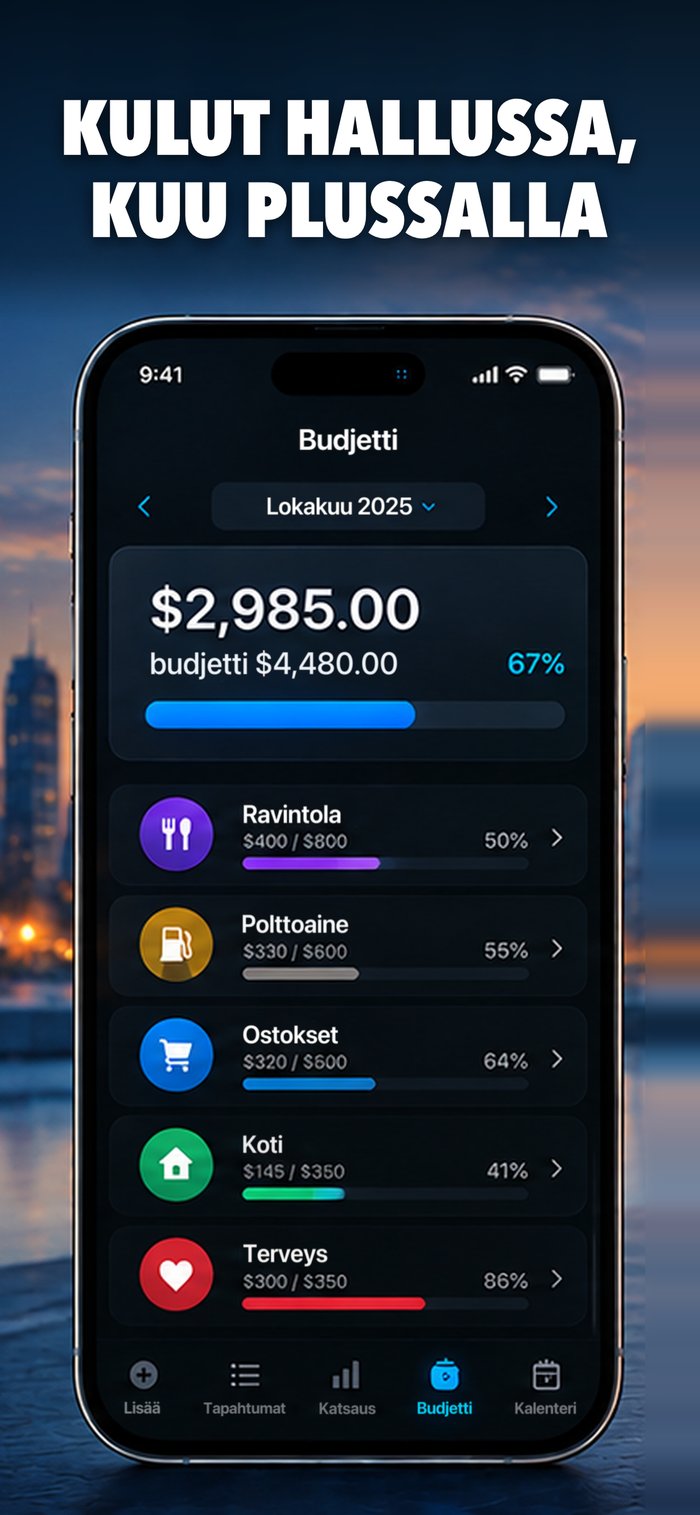 KULUT HALLUSSA,
KUU PLUSSALLA
9:41
Budjetti
Lokakuu 2025
$2,985.00
budjetti $4,480.00
67%
Ravintola
$400 / $800
50%
Polttoaine
$330 / $600
55%
Ostokset
$320 / $600
64%
Koti
$145 / $350
41%
Terveys
$300 / $350
86%
Lisää
Tapahtumat
Katsaus
Budjetti
Kalenteri